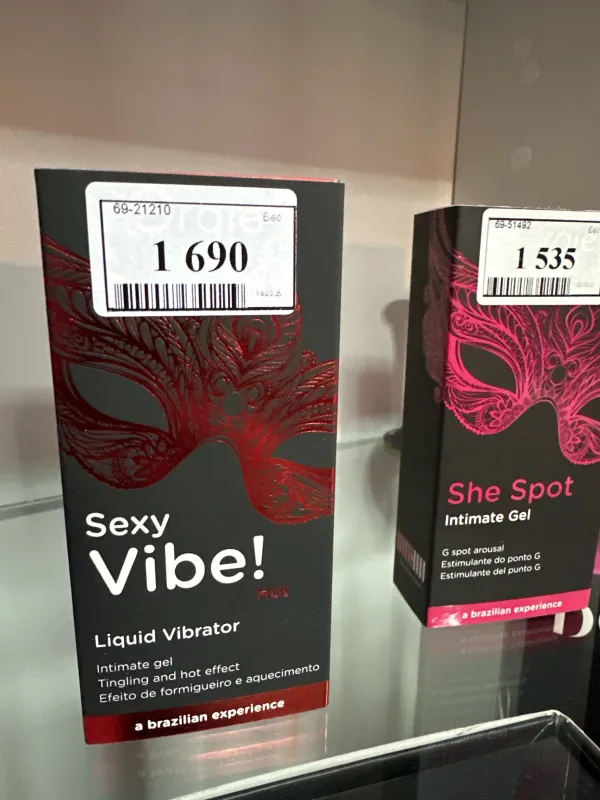 69-21210
1 690
Sexy
Vibe!
HOT
Liquid Vibrator
Intimate gel
Tingling and hot effect
Efeito de formigueiro e aquecimento
a brazilian experience
69-51492
1 535
She Spot
Intimate Gel
G spot arousal
Estimulante do ponto G
Estimulante del punto G
a brazilian experience